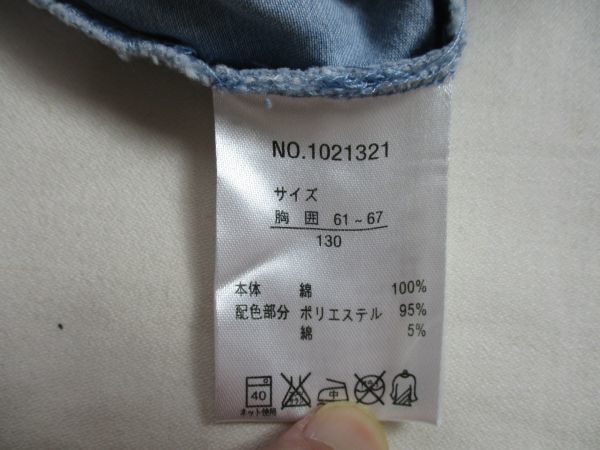 NO.1021321
サイズ
胸 囲 61~67
130
本体 綿 100%
配色部分 ポリエステル 95%
綿 5%
40 中
ネット使用